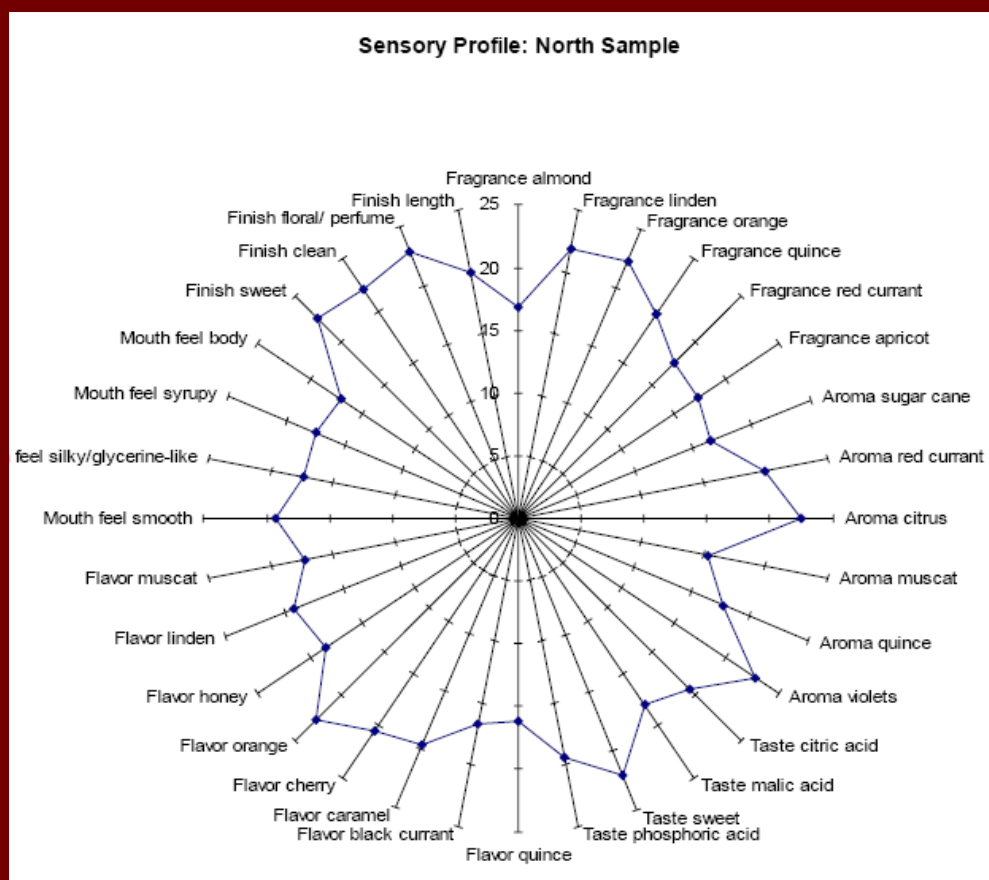 Sensory Profile: North Sample
Fragrance almond
Fragrance linden
Fragrance orange
Fragrance quince
Fragrance red currant
Fragrance apricot
Aroma sugar cane
Aroma red currant
Aroma citrus
Aroma muscat
Aroma quince
Aroma violets
Taste citric acid
Taste malic acid
Taste sweet
Taste phosphoric acid
Flavor quince
Flavor black currant
Flavor caramel
Flavor cherry
Flavor orange
Flavor honey
Flavor linden
Flavor muscat
Mouth feel smooth
feel silky/glycerine-like
Mouth feel syrupy
Mouth feel body
Finish sweet
Finish clean
Finish floral/ perfume
Finish length
25
20
15
10
5
0